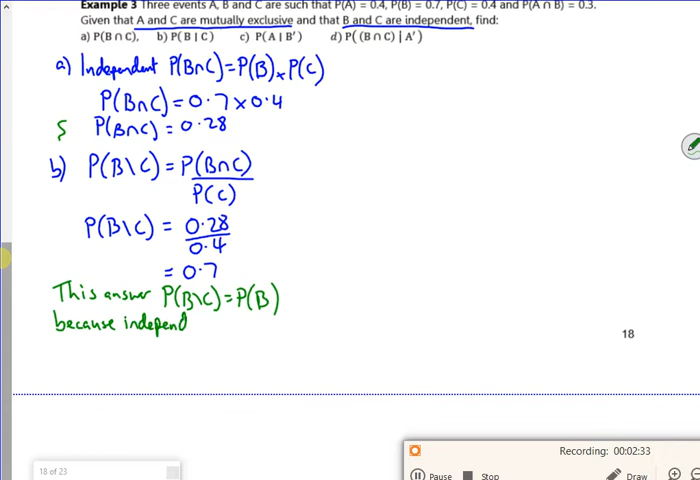 Example 3 Three events A, B and C are such that P(A) = 0.4, P(B) = 0.7, P(C) = 0.4 and P(A ∩ B) = 0.3.
Given that A and C are mutually exclusive and that B and C are independent, find:
a) P(B ∩ C), b) P(B | C) c) P(A | B′) d) P( (B ∩ C) | A′)
a) Independent P(B∩C) = P(B) × P(C)
P(B∩C) = 0.7 × 0.4
P(B∩C) = 0.28
b) P(B\C) = P(B∩C)
P(C)
P(B\C) = 0.28
0.4
= 0.7
This answer P(B\C) = P(B)
because independ
18
18 of 23
Recording: 00:02:33
Pause Stop Draw